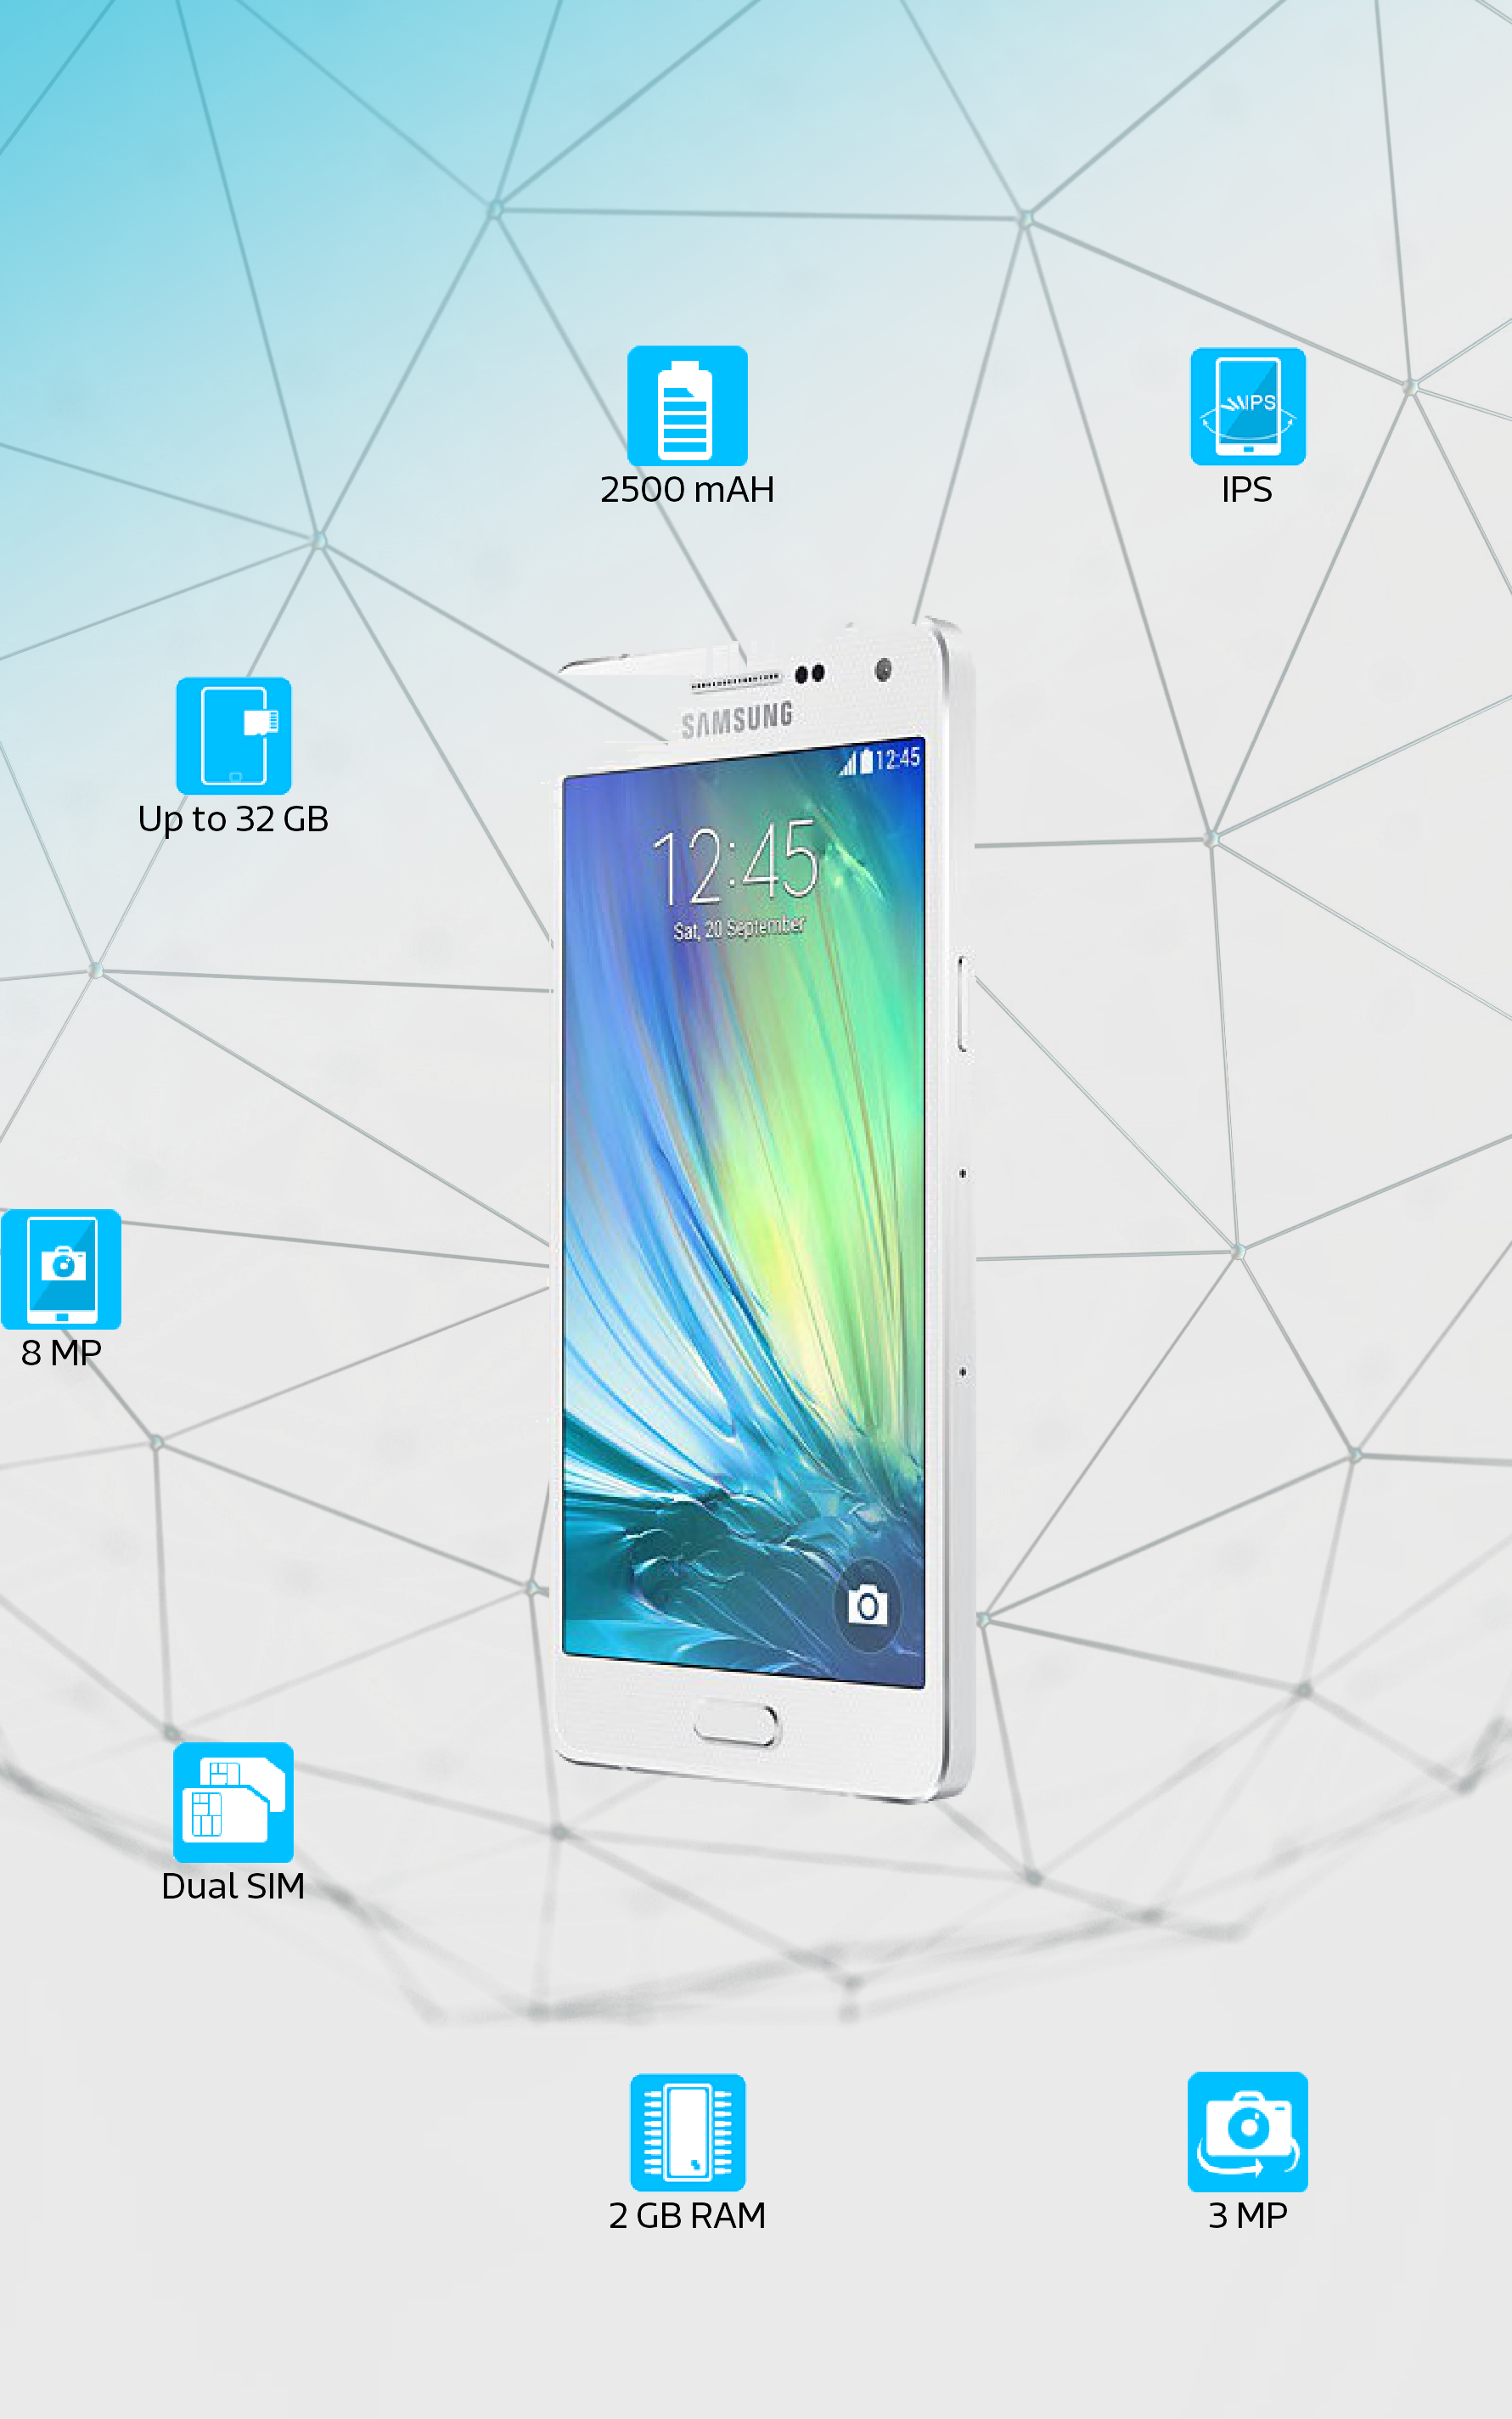 2500 mAH
IPS
IPS
Up to 32 GB
SAMSUNG
12:45
12:45
Sat, 20 September
8 MP
Dual SIM
2 GB RAM
3 MP